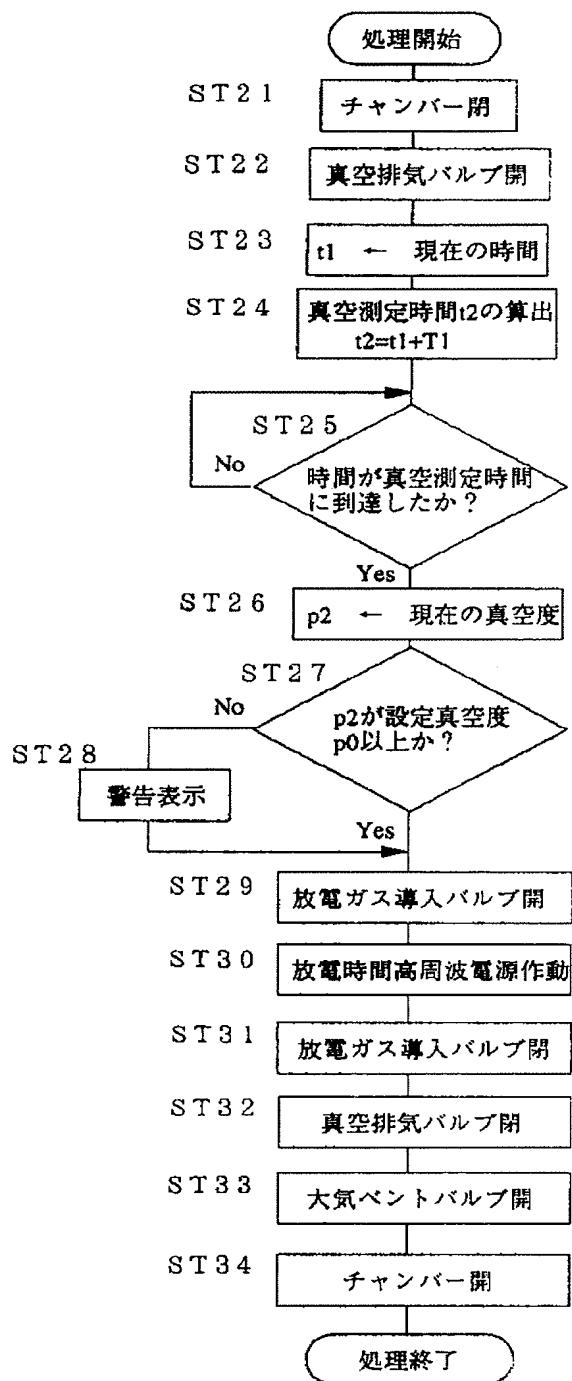 処理開始
ST21
チャンバー閉
ST22
真空排気バルブ開
ST23
t1 ← 現在の時間
ST24
真空測定時間t2の算出
t2=t1+T1
ST25
No
時間が真空測定時間
に到達したか?
Yes
ST26
p2 ← 現在の真空度
ST27
No
p2が設定真空度
p0以上か?
ST28
警告表示
Yes
ST29
放電ガス導入バルブ開
ST30
放電時間高周波電源作動
ST31
放電ガス導入バルブ閉
ST32
真空排気バルブ閉
ST33
大気ベントバルブ開
ST34
チャンバー開
処理終了